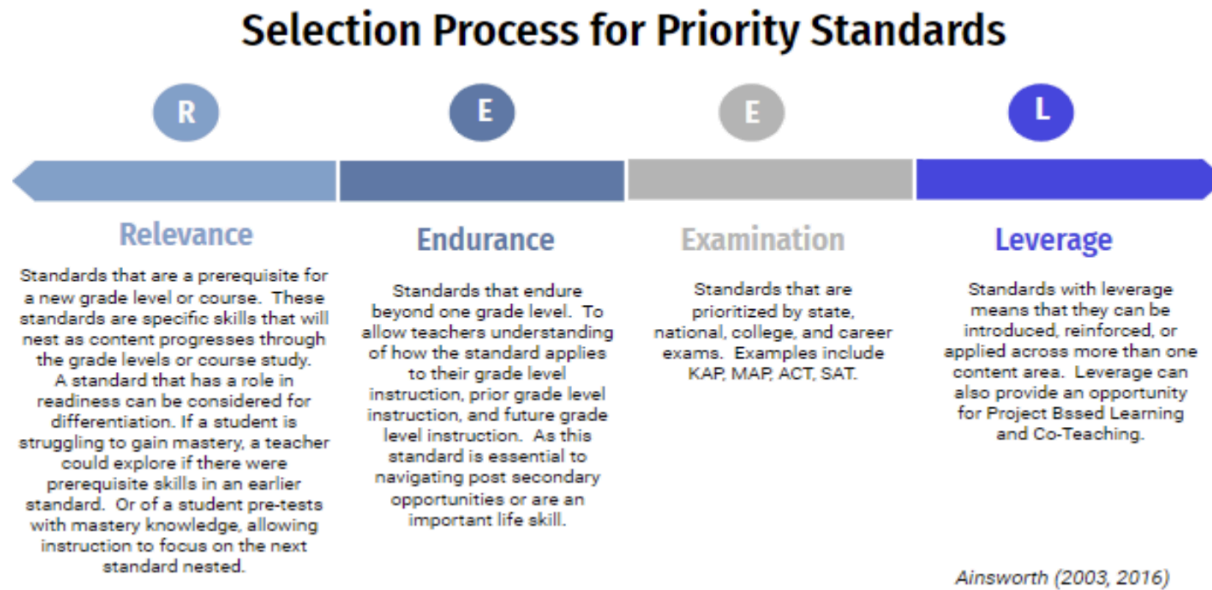 Selection Process for Priority Standards
R
E
E
L
Relevance
Standards that are a prerequisite for
a new grade level or course. These
standards are specific skills that will
nest as content progresses through
the grade levels or course study.
A standard that has a role in
readiness can be considered for
differentiation. If a student is
struggling to gain mastery, a teacher
could explore if there were
prerequisite skills in an earlier
standard. Or of a student pre-tests
with mastery knowledge, allowing
instruction to focus on the next
standard nested.
Endurance
Standards that endure
beyond one grade level. To
allow teachers understanding
of how the standard applies
to their grade level
instruction, prior grade level
instruction, and future grade
level instruction. As this
standard is essential to
navigating post secondary
opportunities or are an
important life skill.
Examination
Standards that are
prioritized by state,
national, college, and career
exams. Examples include
KAP, MAP, ACT, SAT.
Leverage
Standards with leverage
means that they can be
introduced, reinforced, or
applied across more than one
content area. Leverage can
also provide an opportunity
for Project Bssed Learning
and Co-Teaching.
Ainsworth (2003, 2016)